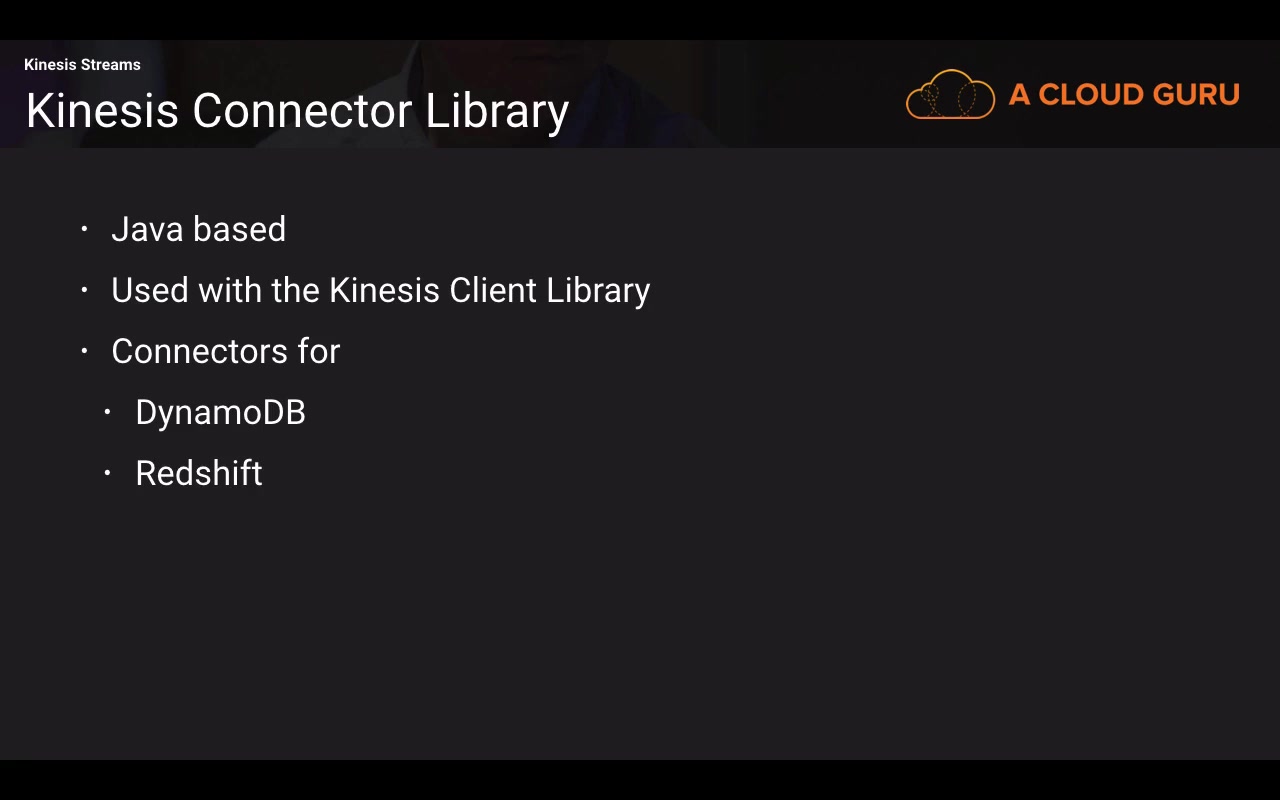 Kinesis Streams
Kinesis Connector Library
A CLOUD GURU
· Java based
· Used with the Kinesis Client Library
· Connectors for
· DynamoDB
· Redshift